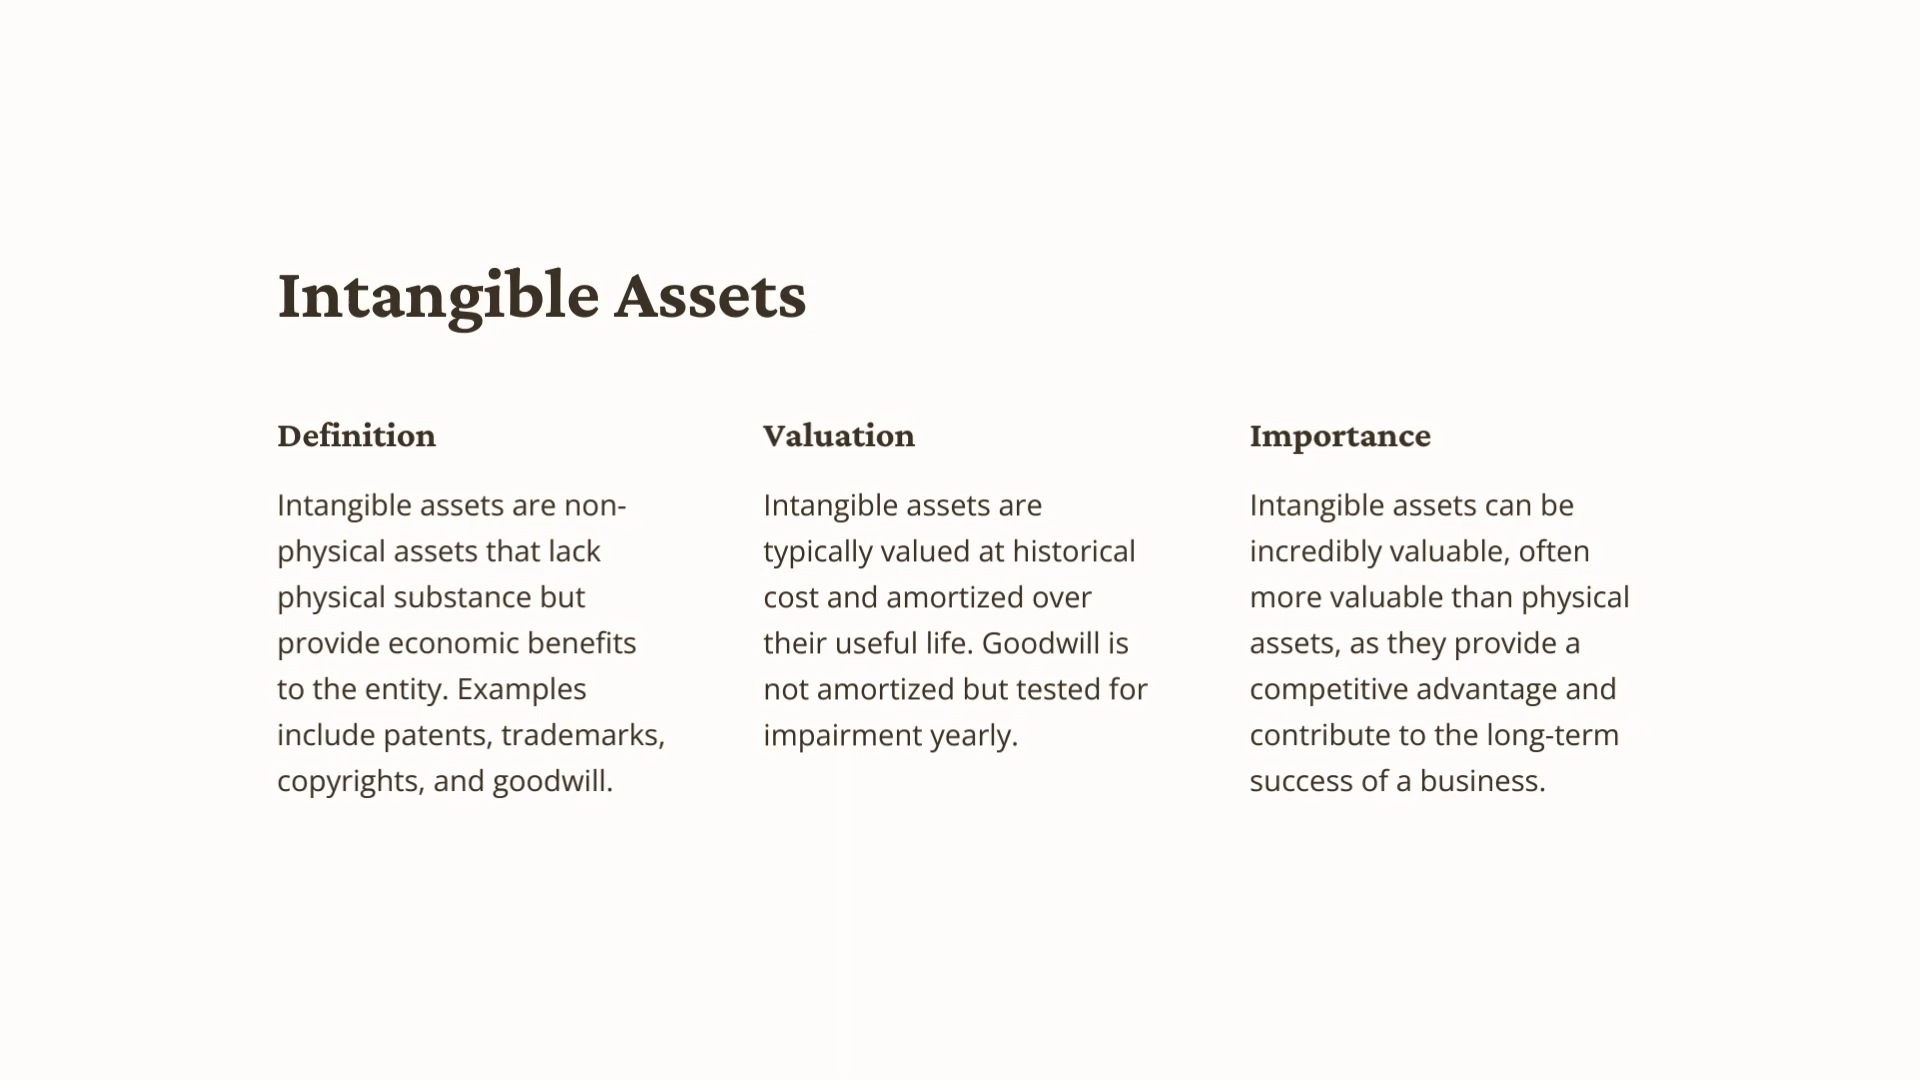 Intangible Assets
Definition
Intangible assets are non-
physical assets that lack
physical substance but
provide economic benefits
to the entity. Examples
include patents, trademarks,
copyrights, and goodwill.
Valuation
Intangible assets are
typically valued at historical
cost and amortized over
their useful life. Goodwill is
not amortized but tested for
impairment yearly.
Importance
Intangible assets can be
incredibly valuable, often
more valuable than physical
assets, as they provide a
competitive advantage and
contribute to the long-term
success of a business.